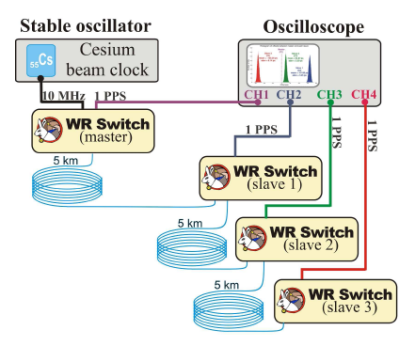 Stable oscillator
Oscilloscope
55Cs
Cesium
beam clock
CH1 CH2 CH3 CH4
10 MHz
1 PPS
WR Switch
(master)
1 PPS
1 PPS
1 PPS
5 km
WR Switch
(slave 1)
5 km
WR Switch
(slave 2)
5 km
WR Switch
(slave 3)